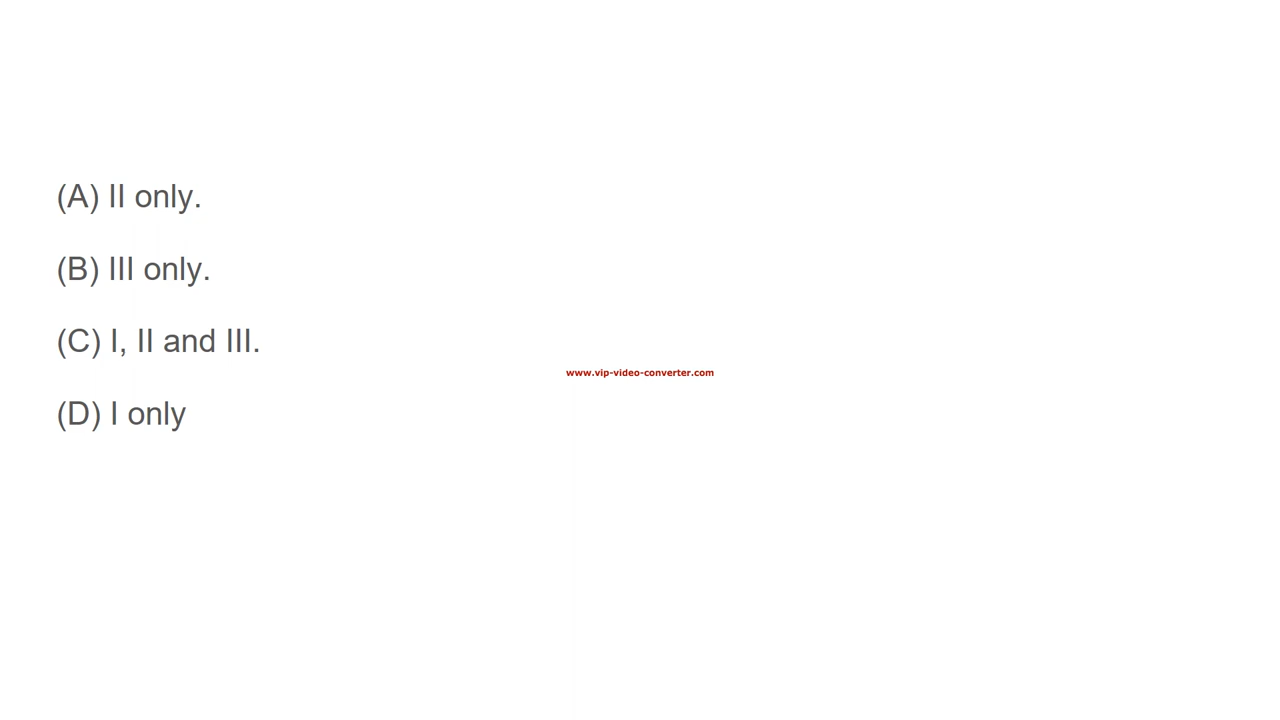 (A) II only.
(B) III only.
(C) I, II and III.
www.vip-video-converter.com
(D) I only